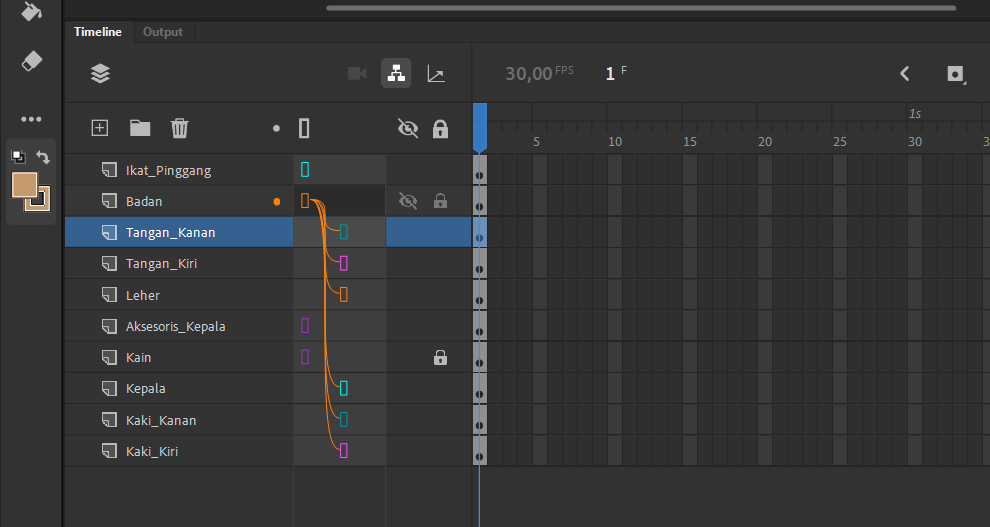 Timeline Output
30,00 FPS 1 F
1s
5 10 15 20 25 30 3
Ikat_Pinggang
Badan
Tangan_Kanan
Tangan_Kiri
Leher
Aksesoris_Kepala
Kain
Kepala
Kaki_Kanan
Kaki_Kiri